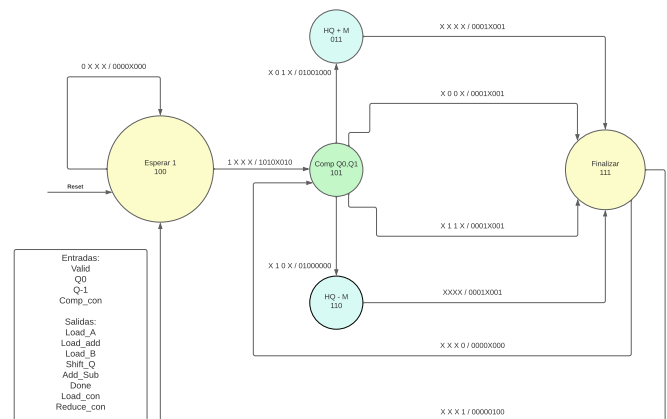 HQ + M
011
X X X X / 0001X001
0 X X X / 0000X000
X 0 1 X / 01001000
X 0 0 X / 0001X001
Esperar 1
100
1 X X X / 1010X010
Comp Q0,Q1
101
Finalizar
111
Reset
X 1 1 X / 0001X001
X 1 0 X / 01000000
HQ - M
110
XXXX / 0001X001
X X X 0 / 0000X000
X X X 1 / 00000100
Entradas:
Valid
Q0
Q-1
Comp_con
Salidas:
Load_A
Load_add
Load_B
Shift_Q
Add_Sub
Done
Load_con
Reduce_con